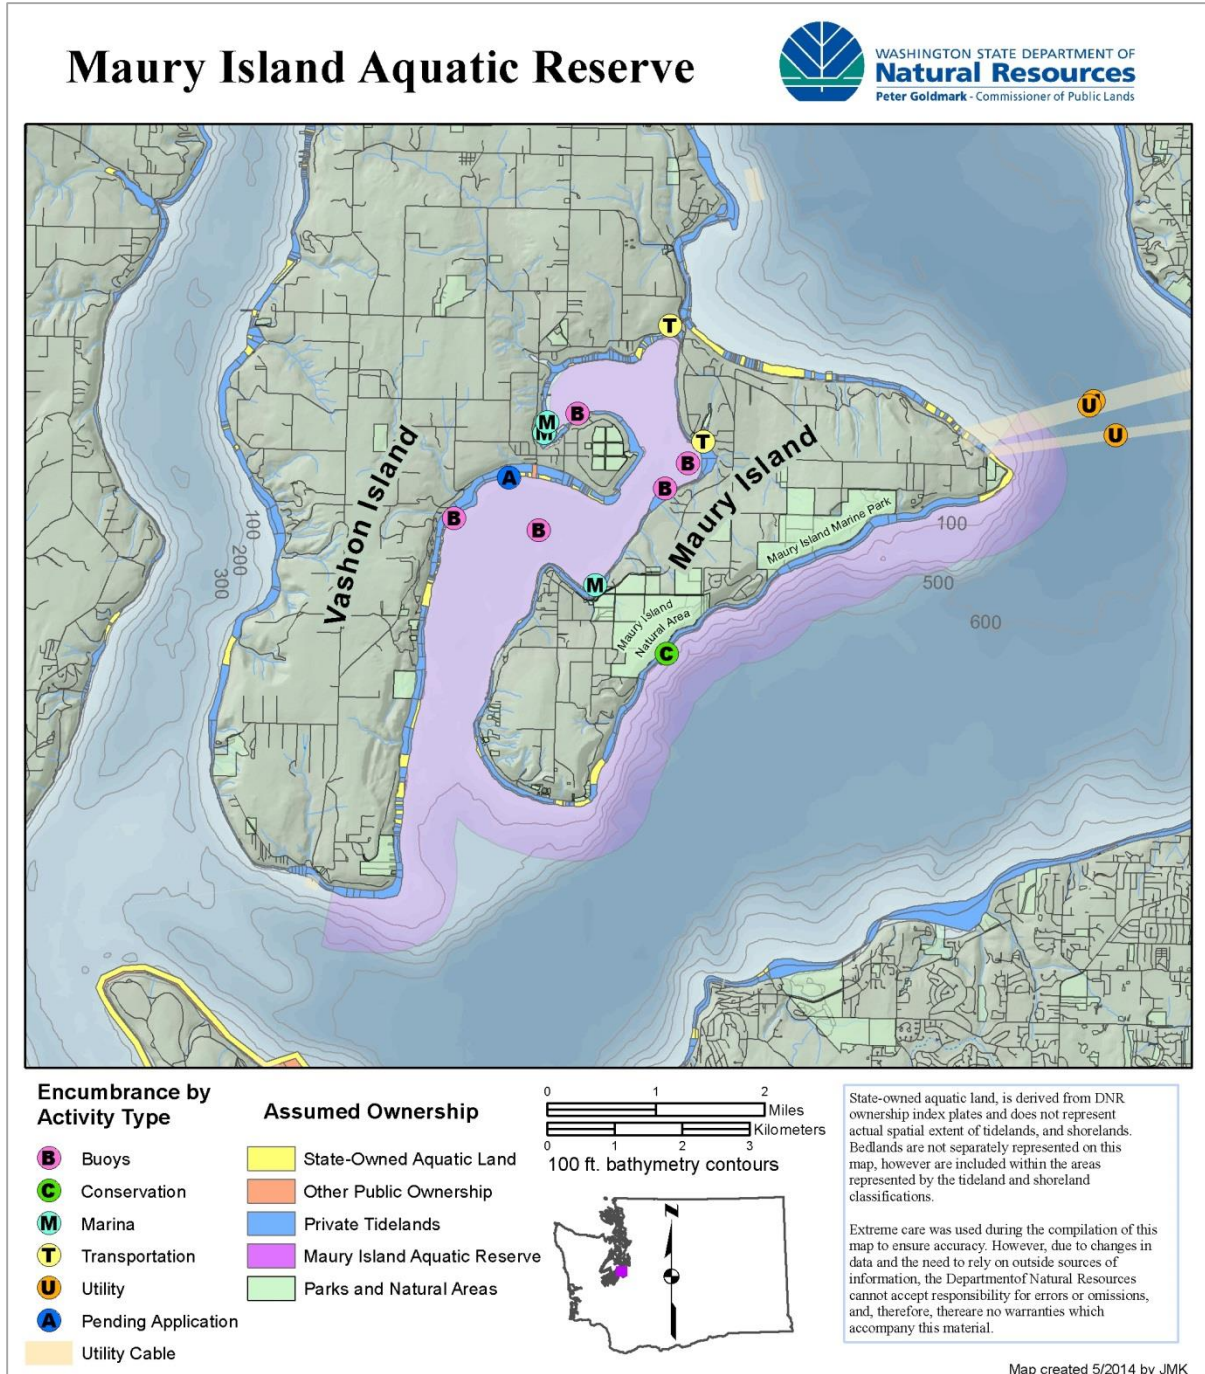 Maury Island Aquatic Reserve
WASHINGTON STATE DEPARTMENT OF
Natural Resources
Peter Goldmark - Commissioner of Public Lands
T
M
M
B
T
U
U
A
B
B
B
B
Vashon Island
Maury Island
100
200
300
Maury Island Marine Park
100
500
600
M
Maury Island
Natural Area
C
Encumbrance by
Activity Type
B Buoys
C Conservation
M Marina
T Transportation
U Utility
A Pending Application
Utility Cable
Assumed Ownership
State-Owned Aquatic Land
Other Public Ownership
Private Tidelands
Maury Island Aquatic Reserve
Parks and Natural Areas
0 1 2
Miles
Kilometers
0 1 2 3
100 ft. bathymetry contours
N
State-owned aquatic land, is derived from DNR
ownership index plates and does not represent
actual spatial extent of tidelands, and shorelands.
Bedlands are not separately represented on this
map, however are included within the areas
represented by the tideland and shoreland
classifications.
Extreme care was used during the compilation of this
map to ensure accuracy. However, due to changes in
data and the need to rely on outside sources of
information, the Departmentof Natural Resources
cannot accept responsibility for errors or omissions,
and, therefore, thereare no warranties which
accompany this material.
Map created 5/2014 by JMK